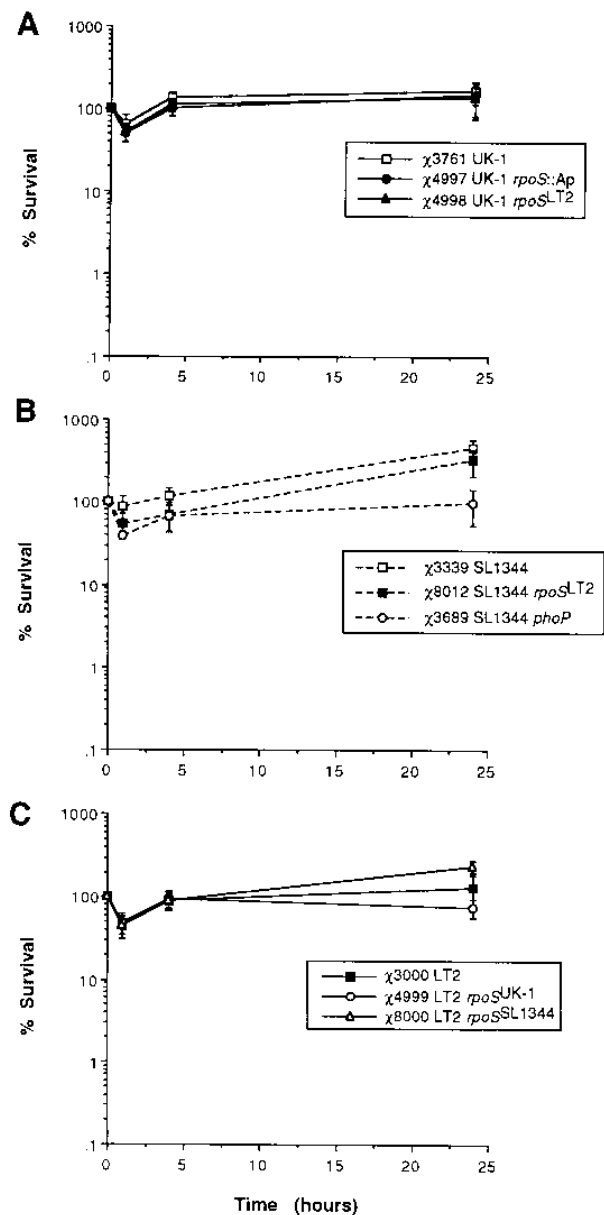 A
1000
100
10
1
.1
% Survival
0 5 10 15 20 25
χ3761 UK-1
χ4997 UK-1 rpoS::Ap
χ4998 UK-1 rpoS^LT2
B
1000
100
10
1
.1
% Survival
0 5 10 15 20 25
χ3339 SL1344
χ8012 SL1344 rpoS^LT2
χ3689 SL1344 phoP
C
1000
100
10
1
.1
% Survival
0 5 10 15 20 25
χ3000 LT2
χ4999 LT2 rpoS^UK-1
χ8000 LT2 rpoS^SL1344
Time (hours)